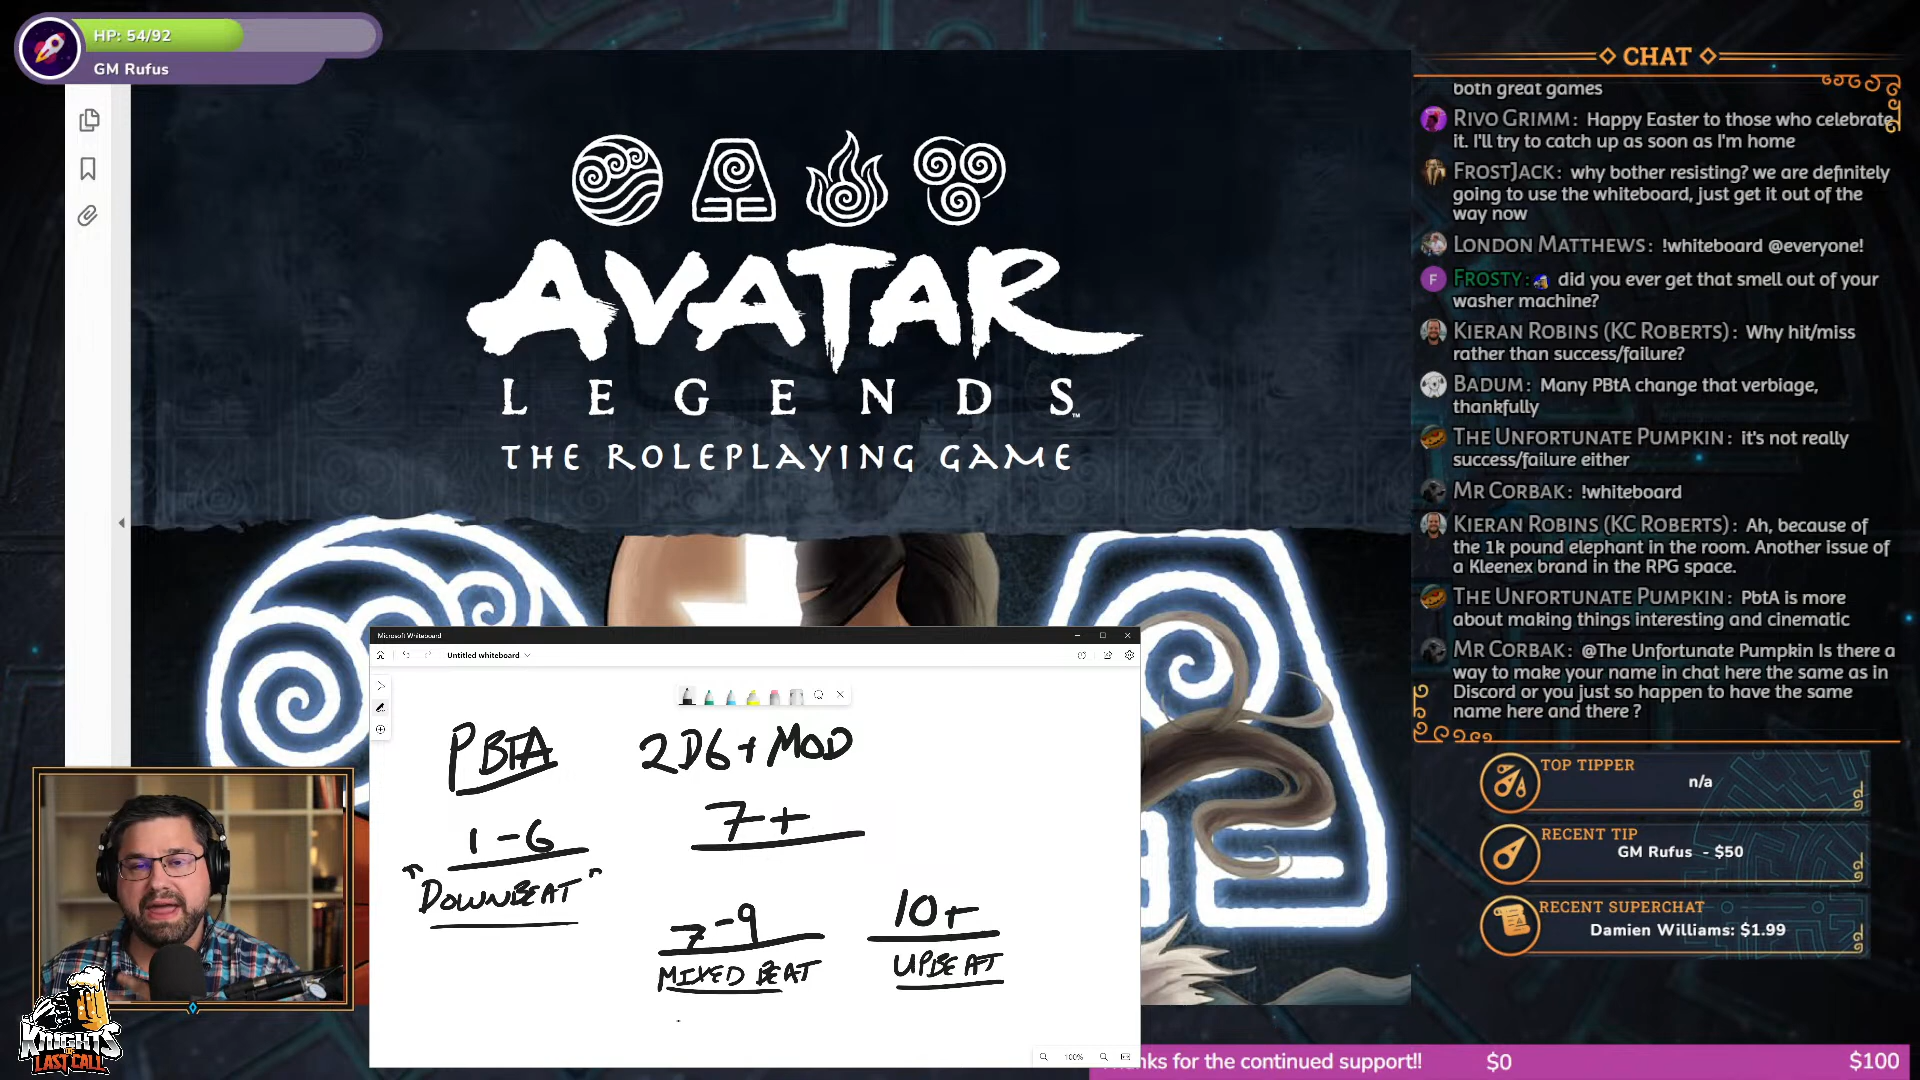 HP: 54/92
GM Rufus
AVATAR
LEGENDS™
THE ROLEPLAYING GAME
◇ CHAT ◇
both great games
RIVO GRIMM: Happy Easter to those who celebrate
it. I'll try to catch up as soon as I'm home
FROSTJACK: why bother resisting? we are definitely
going to use the whiteboard, just get it out of the
way now
LONDON MATTHEWS: !whiteboard @everyone!
F FROSTY: did you ever get that smell out of your
washer machine?
KIERAN ROBINS (KC ROBERTS): Why hit/miss
rather than success/failure?
BADUM: Many PBtA change that verbiage,
thankfully
THE UNFORTUNATE PUMPKIN: it's not really
success/failure either
MR CORBAK: !whiteboard
KIERAN ROBINS (KC ROBERTS): Ah, because of
the 1k pound elephant in the room. Another issue of
a Kleenex brand in the RPG space.
THE UNFORTUNATE PUMPKIN: PbtA is more
about making things interesting and cinematic
MR CORBAK: @The Unfortunate Pumpkin Is there a
way to make your name in chat here the same as in
Discord or you just so happen to have the same
name here and there ?
Microsoft Whiteboard
Untitled whiteboard
PBTA 2D6+MOD
7+
1-6
"DOWNBEAT"
7-9 10+
MIXED BEAT UPBEAT
100%
TOP TIPPER
n/a
RECENT TIP
GM Rufus - $50
RECENT SUPERCHAT
Damien Williams: $1.99
KNIGHTS
OF
LAST CALL
nks for the continued support!! $0 $100